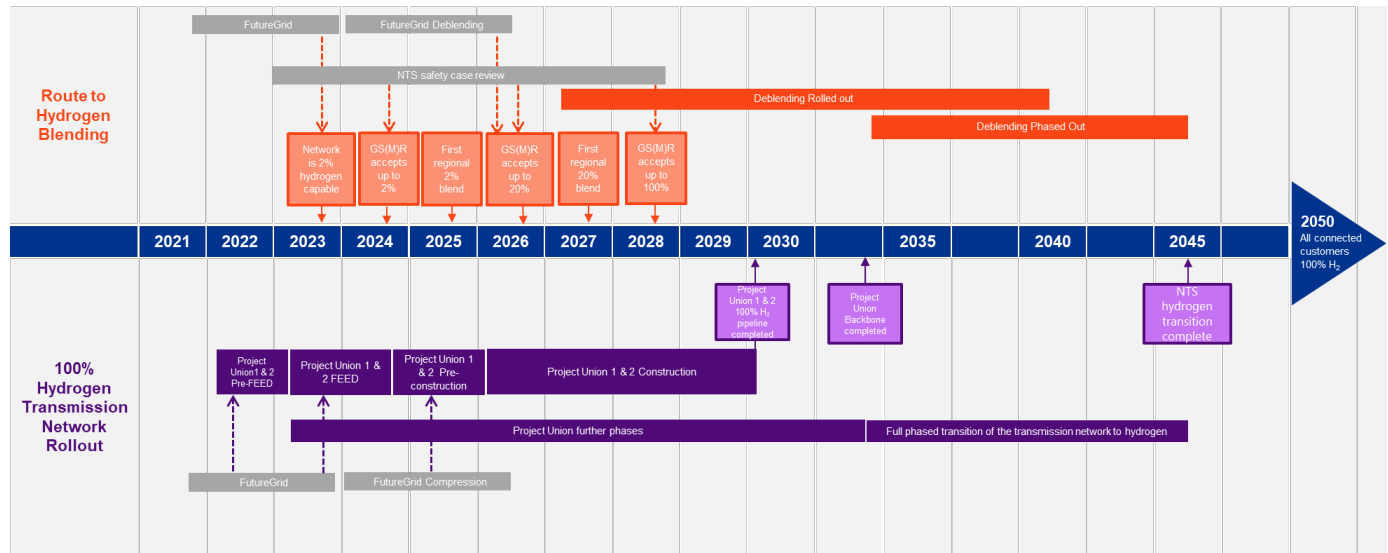 FutureGrid
FutureGrid Deblending
NTS safety case review
Route to
Hydrogen
Blending
Deblending Rolled out
Deblending Phased Out
Network
is 2%
hydrogen
capable
GS(M)R
accepts
up to
2%
First
regional
2%
blend
GS(M)R
accepts
up to
20%
First
regional
20%
blend
GS(M)R
accepts
up to
100%
2021
2022
2023
2024
2025
2026
2027
2028
2029
2030
2035
2040
2045
2050
All connected
customers
100% H₂
Project
Union 1 & 2
100% H₂
pipeline
completed
Project
Union
Backbone
completed
NTS
hydrogen
transition
complete
100%
Hydrogen
Transmission
Network
Rollout
Project
Union1 & 2
Pre-FEED
Project Union 1 &
2 FEED
Project Union 1
& 2 Pre-
construction
Project Union 1 & 2 Construction
Project Union further phases
Full phased transition of the transmission network to hydrogen
FutureGrid
FutureGrid Compression